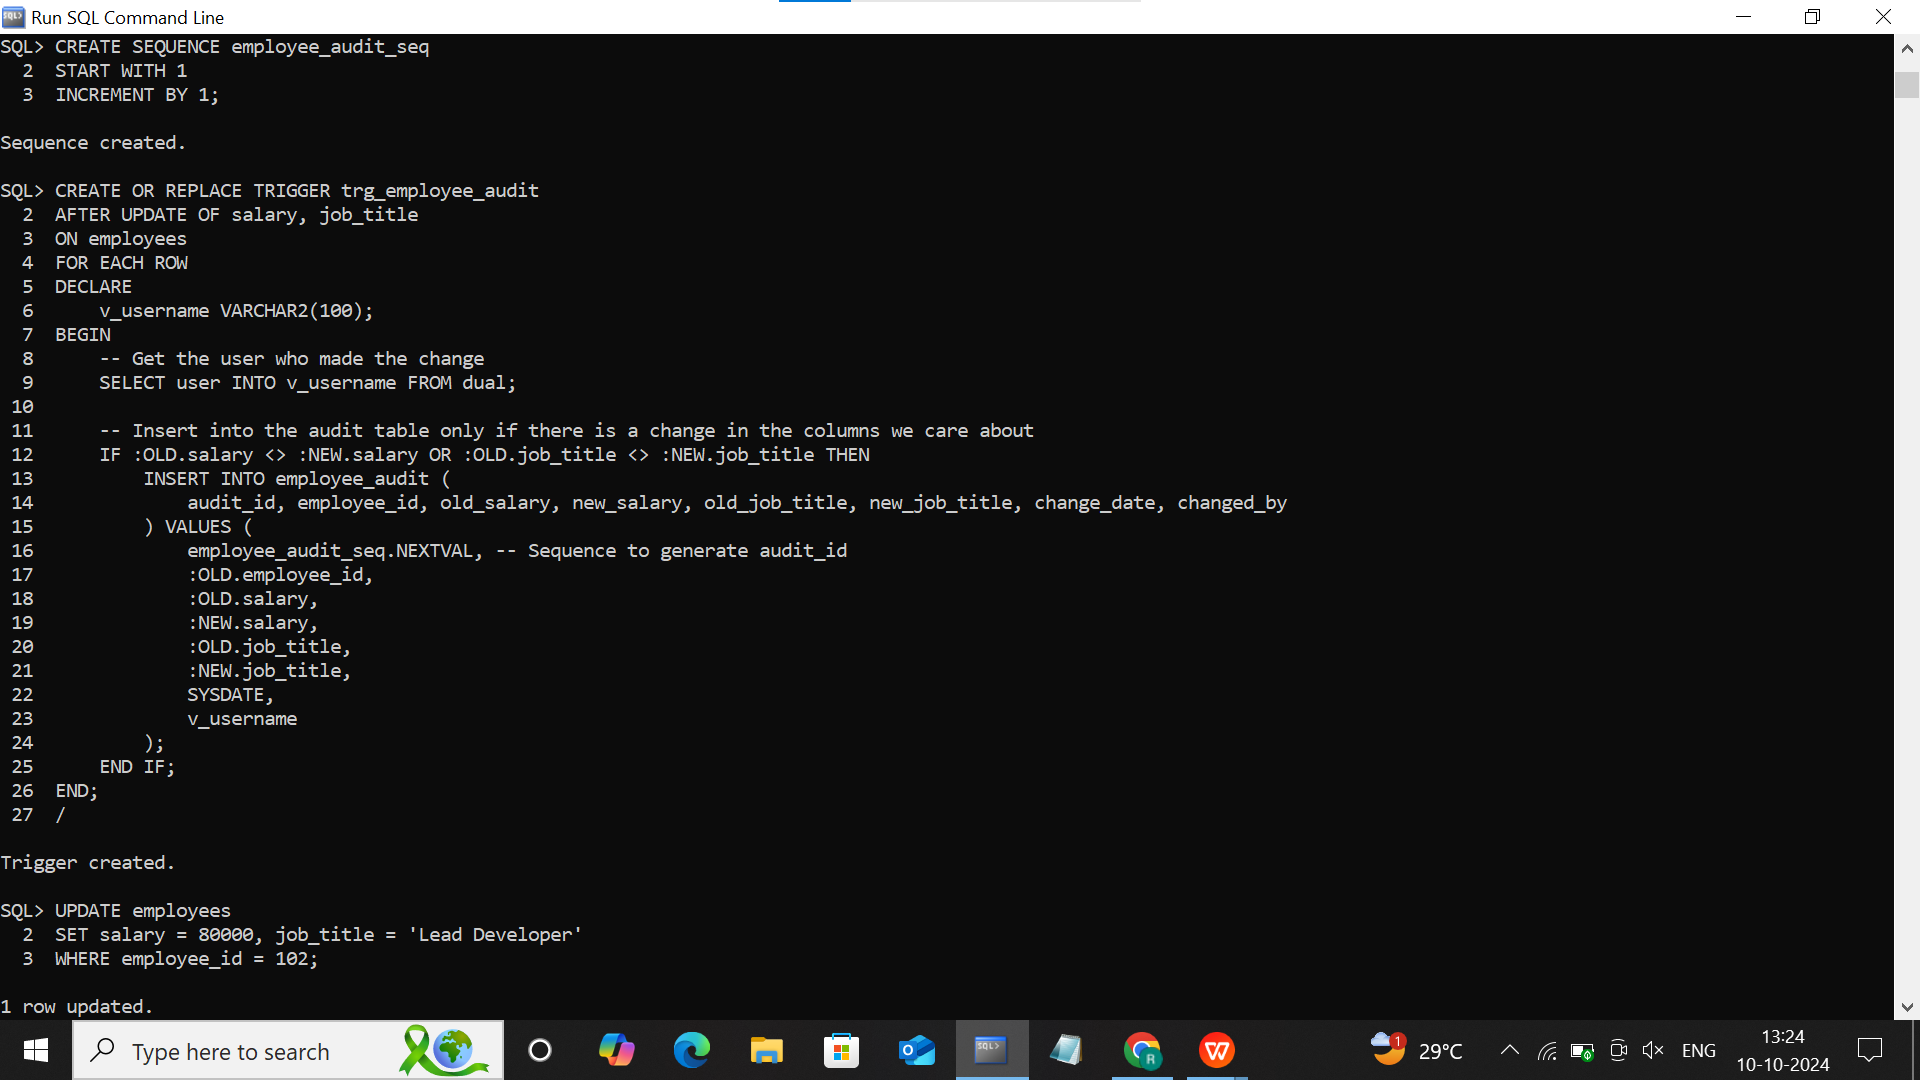 Run SQL Command Line
SQL> CREATE SEQUENCE employee_audit_seq
  2  START WITH 1
  3  INCREMENT BY 1;

Sequence created.

SQL> CREATE OR REPLACE TRIGGER trg_employee_audit
  2  AFTER UPDATE OF salary, job_title
  3  ON employees
  4  FOR EACH ROW
  5  DECLARE
  6      v_username VARCHAR2(100);
  7  BEGIN
  8      -- Get the user who made the change
  9      SELECT user INTO v_username FROM dual;
 10
 11      -- Insert into the audit table only if there is a change in the columns we care about
 12      IF :OLD.salary <> :NEW.salary OR :OLD.job_title <> :NEW.job_title THEN
 13          INSERT INTO employee_audit (
 14              audit_id, employee_id, old_salary, new_salary, old_job_title, new_job_title, change_date, changed_by
 15          ) VALUES (
 16              employee_audit_seq.NEXTVAL, -- Sequence to generate audit_id
 17              :OLD.employee_id,
 18              :OLD.salary,
 19              :NEW.salary,
 20              :OLD.job_title,
 21              :NEW.job_title,
 22              SYSDATE,
 23              v_username
 24          );
 25      END IF;
 26  END;
 27  /

Trigger created.

SQL> UPDATE employees
  2  SET salary = 80000, job_title = 'Lead Developer'
  3  WHERE employee_id = 102;

1 row updated.
Type here to search
SQL>
R
W
1
29°C
ENG
13:24
10-10-2024